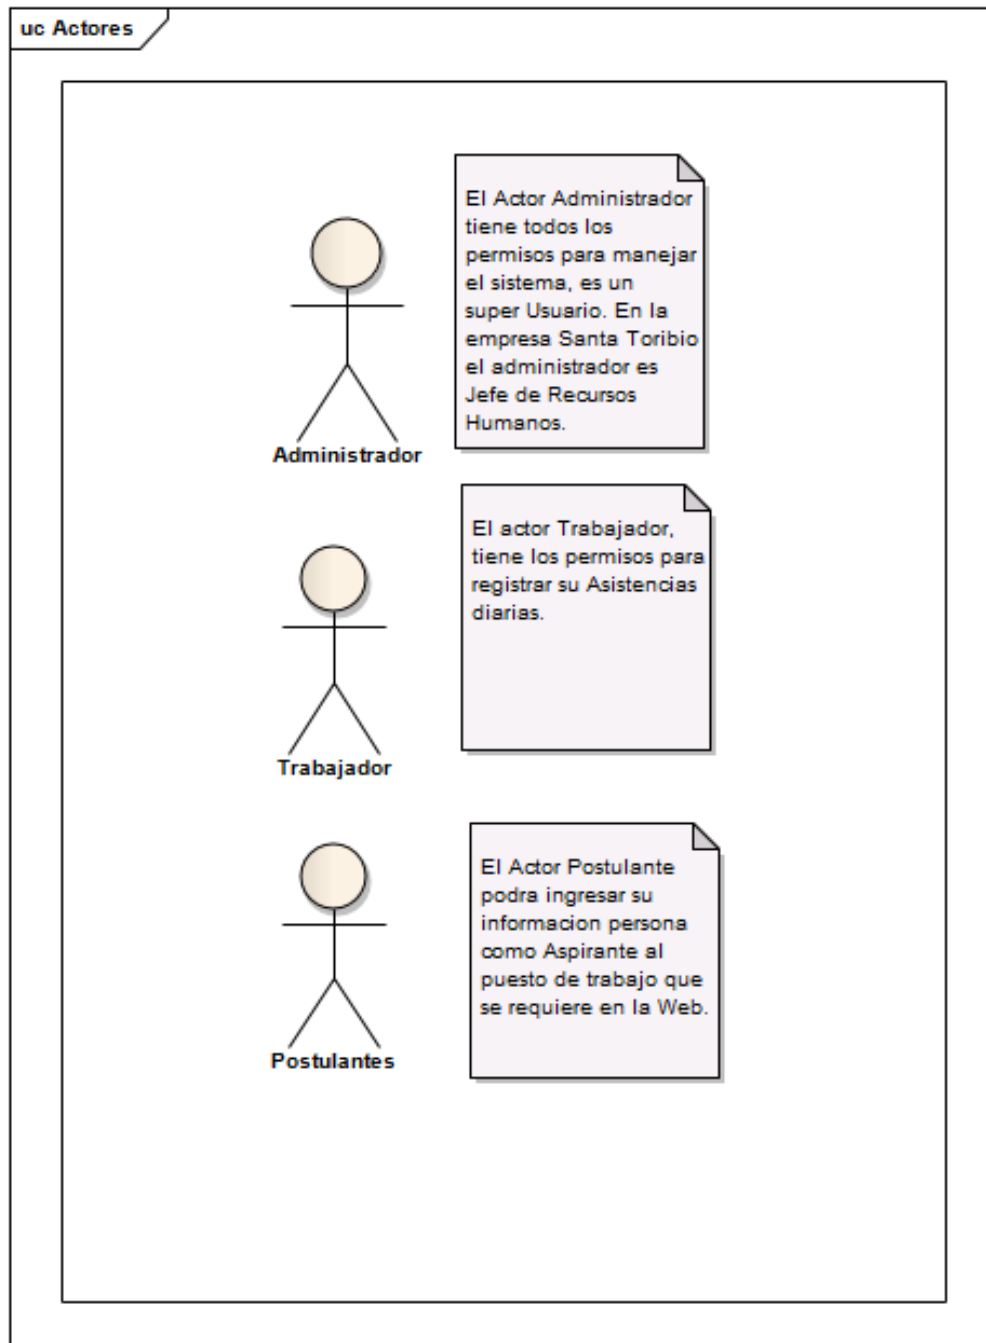 uc Actores
El Actor Administrador
tiene todos los
permisos para manejar
el sistema, es un
super Usuario. En la
empresa Santa Toribio
el administrador es
Jefe de Recursos
Humanos.
Administrador
El actor Trabajador,
tiene los permisos para
registrar su Asistencias
diarias.
Trabajador
El Actor Postulante
podra ingresar su
informacion persona
como Aspirante al
puesto de trabajo que
se requiere en la Web.
Postulantes